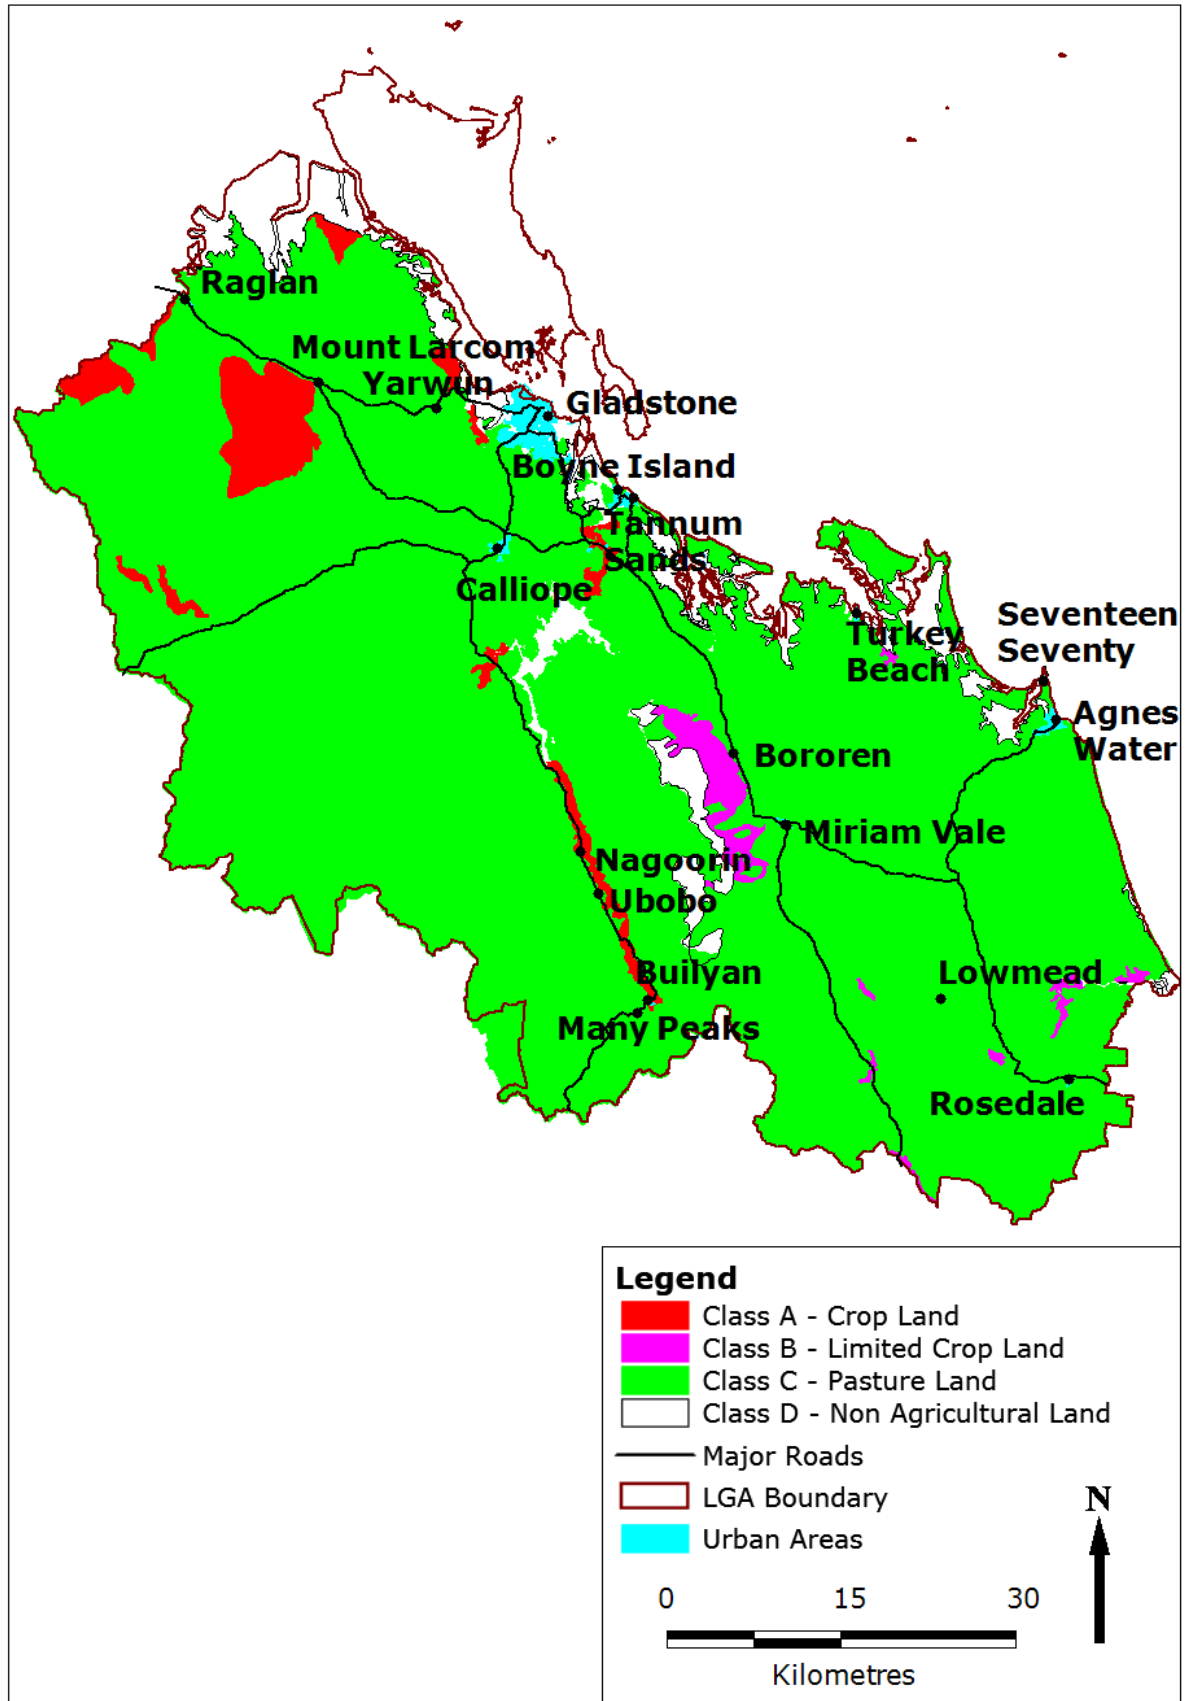 Raglan
Mount Larcom
Yarwun
Gladstone
Boyne Island
Tannum
Sands
Calliope
Turkey
Beach
Seventeen
Seventy
Agnes
Water
Bororen
Miriam Vale
Nagoorin
Ubobo
Builyan
Lowmead
Many Peaks
Rosedale
Legend
Class A - Crop Land
Class B - Limited Crop Land
Class C - Pasture Land
Class D - Non Agricultural Land
Major Roads
LGA Boundary
Urban Areas
N
0 15 30
Kilometres